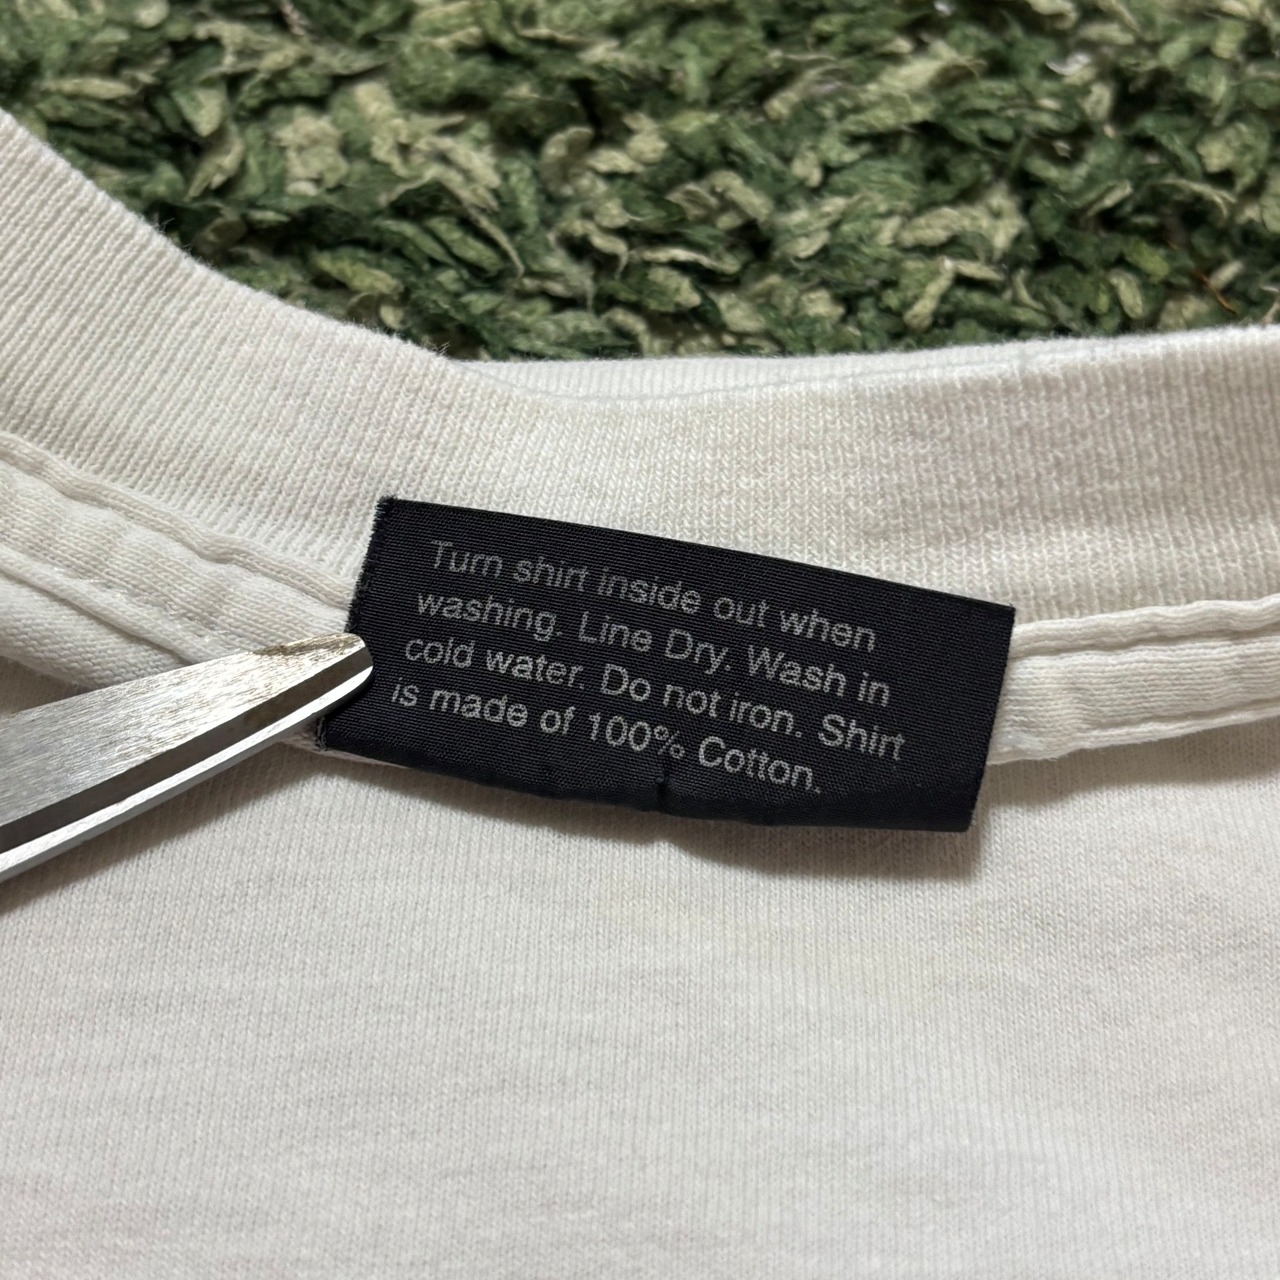 Turn shirt inside out when
washing. Line Dry. Wash in
cold water. Do not iron. Shirt
is made of 100% Cotton.